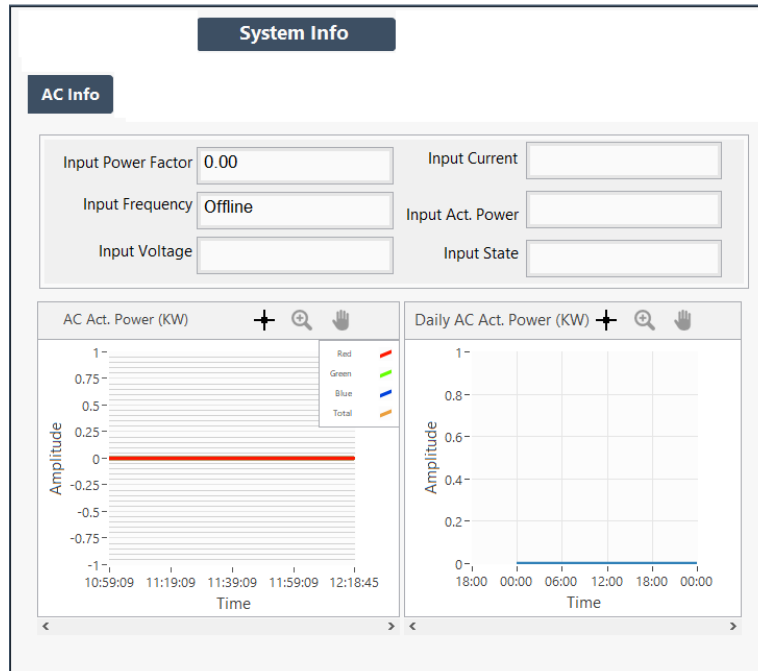 System Info
AC Info
Input Power Factor 0.00
Input Current
Input Frequency Offline
Input Act. Power
Input Voltage
Input State
AC Act. Power (KW)
Red
Green
Blue
Total
1
0.75
0.5
0.25
0
-0.25
-0.5
-0.75
-1
Amplitude
10:59:09 11:19:09 11:39:09 11:59:09 12:18:45
Time
Daily AC Act. Power (KW)
1
0.8
0.6
0.4
0.2
0
Amplitude
18:00 00:00 06:00 12:00 18:00 00:00
Time